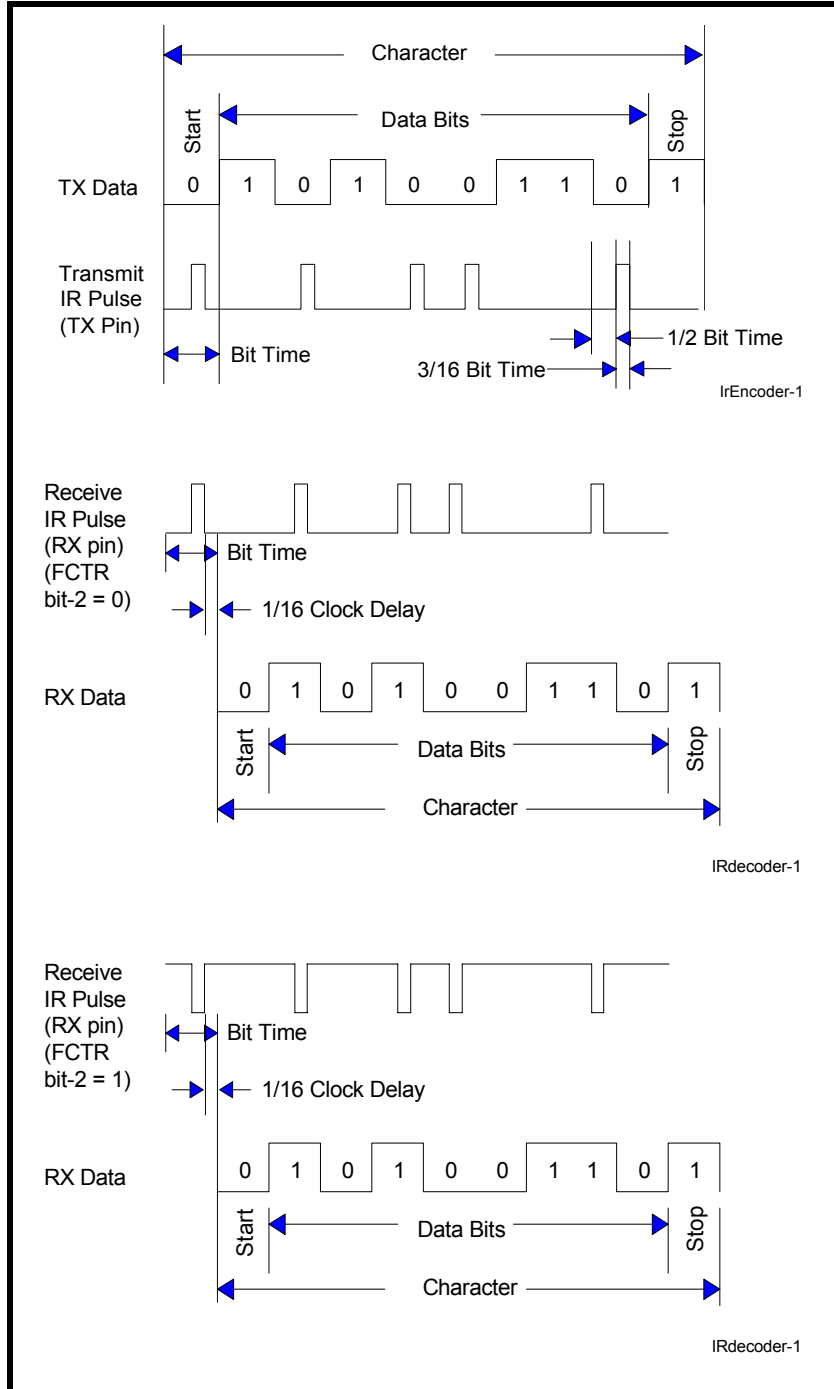 Character
Start
Data Bits
Stop
TX Data
0 1 0 1 0 0 1 1 0 1
Transmit
IR Pulse
(TX Pin)
Bit Time
1/2 Bit Time
3/16 Bit Time
IrEncoder-1
Receive
IR Pulse
(RX pin)
(FCTR
bit-2 = 0)
Bit Time
1/16 Clock Delay
RX Data
0 1 0 1 0 0 1 1 0 1
Start
Data Bits
Stop
Character
IRdecoder-1
Receive
IR Pulse
(RX pin)
(FCTR
bit-2 = 1)
Bit Time
1/16 Clock Delay
RX Data
0 1 0 1 0 0 1 1 0 1
Start
Data Bits
Stop
Character
IRdecoder-1